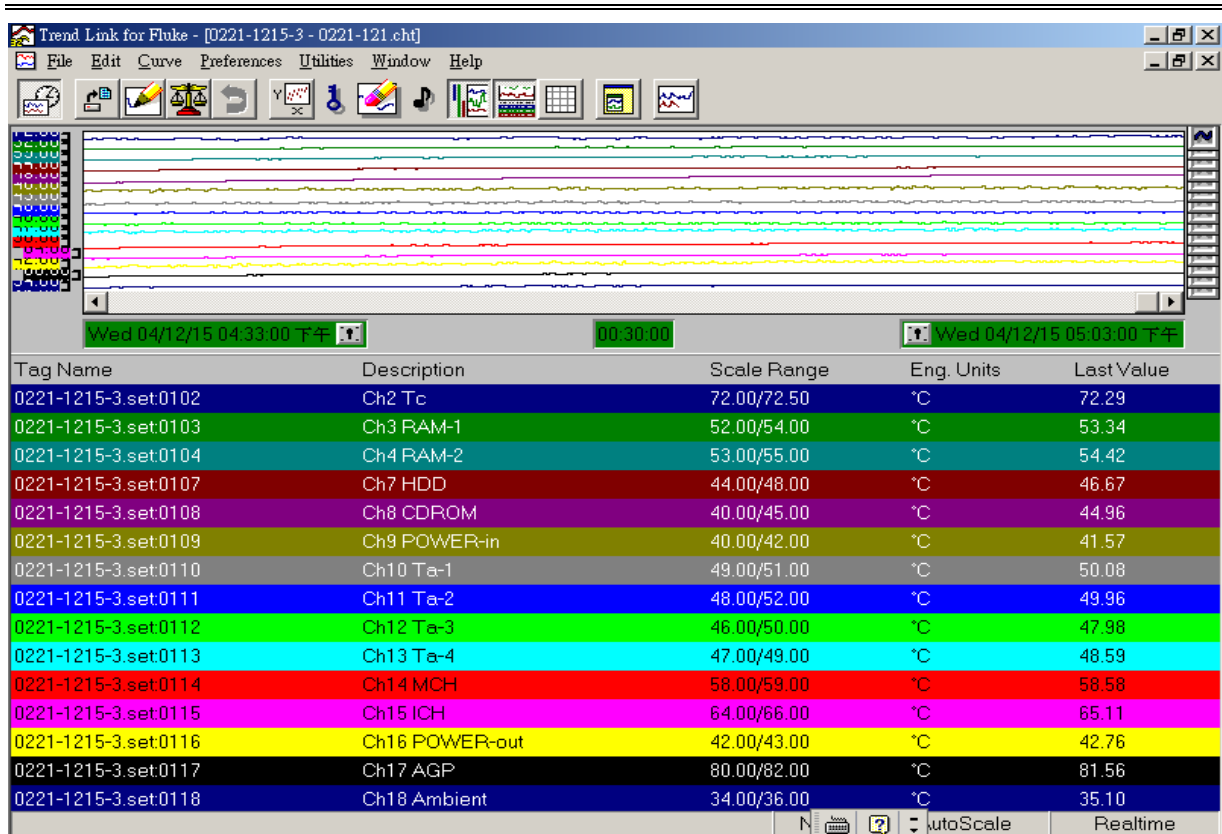 Trend Link for Fluke - [0221-1215-3 - 0221-121.cht]
File Edit Curve Preferences Utilities Window Help
Wed 04/12/15 04:33:00 下午 00:30:00 Wed 04/12/15 05:03:00 下午
Tag Name Description Scale Range Eng. Units Last Value
0221-1215-3.set:0102 Ch2 Tc 72.00/72.50 °C 72.29
0221-1215-3.set:0103 Ch3 RAM-1 52.00/54.00 °C 53.34
0221-1215-3.set:0104 Ch4 RAM-2 53.00/55.00 °C 54.42
0221-1215-3.set:0107 Ch7 HDD 44.00/48.00 °C 46.67
0221-1215-3.set:0108 Ch8 CDROM 40.00/45.00 °C 44.96
0221-1215-3.set:0109 Ch9 POWER-in 40.00/42.00 °C 41.57
0221-1215-3.set:0110 Ch10 Ta-1 49.00/51.00 °C 50.08
0221-1215-3.set:0111 Ch11 Ta-2 48.00/52.00 °C 49.96
0221-1215-3.set:0112 Ch12 Ta-3 46.00/50.00 °C 47.98
0221-1215-3.set:0113 Ch13 Ta-4 47.00/49.00 °C 48.59
0221-1215-3.set:0114 Ch14 MCH 58.00/59.00 °C 58.58
0221-1215-3.set:0115 Ch15 ICH 64.00/66.00 °C 65.11
0221-1215-3.set:0116 Ch16 POWER-out 42.00/43.00 °C 42.76
0221-1215-3.set:0117 Ch17 AGP 80.00/82.00 °C 81.56
0221-1215-3.set:0118 Ch18 Ambient 34.00/36.00 °C 35.10
utoScale Realtime